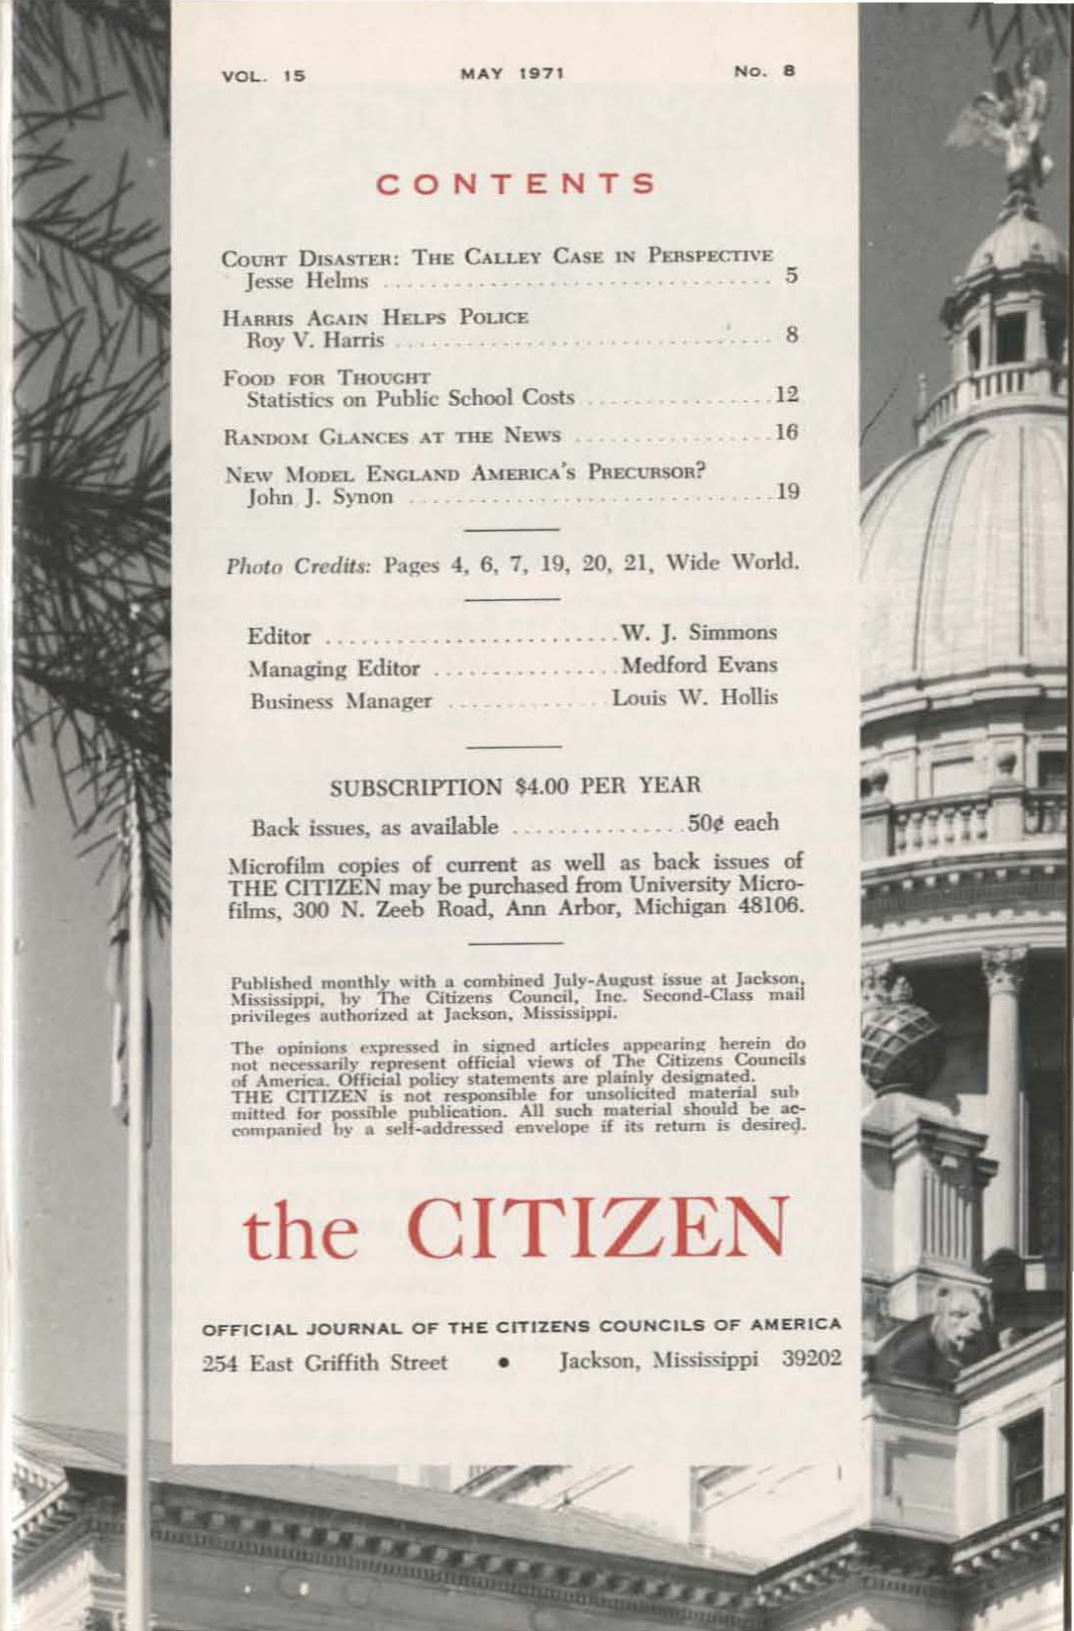 VOL. 15 MAY 1971 No. 8
CONTENTS
COURT DISASTER: THE CALLEY CASE IN PERSPECTIVE
Jesse Helms ................................ 5
HARRIS AGAIN HELPS POLICE
Roy V. Harris ................................ 8
FOOD FOR THOUGHT
Statistics on Public School Costs ................ 12
RANDOM GLANCES AT THE NEWS ................. 16
NEW MODEL ENGLAND AMERICA'S PRECURSOR?
John J. Synon ............................... 19
Photo Credits: Pages 4, 6, 7, 19, 20, 21, Wide World.
Editor ......................... W. J. Simmons
Managing Editor ................ Medford Evans
Business Manager ............. Louis W. Hollis
SUBSCRIPTION $4.00 PER YEAR
Back issues, as available ............... 50¢ each
Microfilm copies of current as well as back issues of
THE CITIZEN may be purchased from University Micro-
films, 300 N. Zeeb Road, Ann Arbor, Michigan 48106.
Published monthly with a combined July-August issue at Jackson,
Mississippi, by The Citizens Council, Inc. Second-Class mail
privileges authorized at Jackson, Mississippi.
The opinions expressed in signed articles appearing herein do
not necessarily represent official views of The Citizens Councils
of America. Official policy statements are plainly designated.
THE CITIZEN is not responsible for unsolicited material sub
mitted for possible publication. All such material should be ac-
companied by a self-addressed envelope if its return is desired.
the CITIZEN
OFFICIAL JOURNAL OF THE CITIZENS COUNCILS OF AMERICA
254 East Griffith Street • Jackson, Mississippi 39202